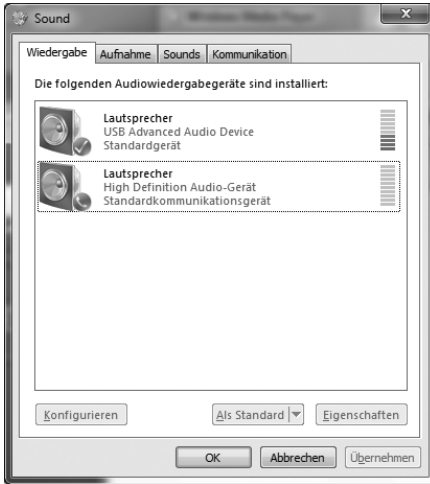 Sound
Windows Media Player
Wiedergabe Aufnahme Sounds Kommunikation
Die folgenden Audiowiedergabegeräte sind installiert:
Lautsprecher
USB Advanced Audio Device
Standardgerät
Lautsprecher
High Definition Audio-Gerät
Standardkommunikationsgerät
Konfigurieren Als Standard Eigenschaften
OK Abbrechen Übernehmen